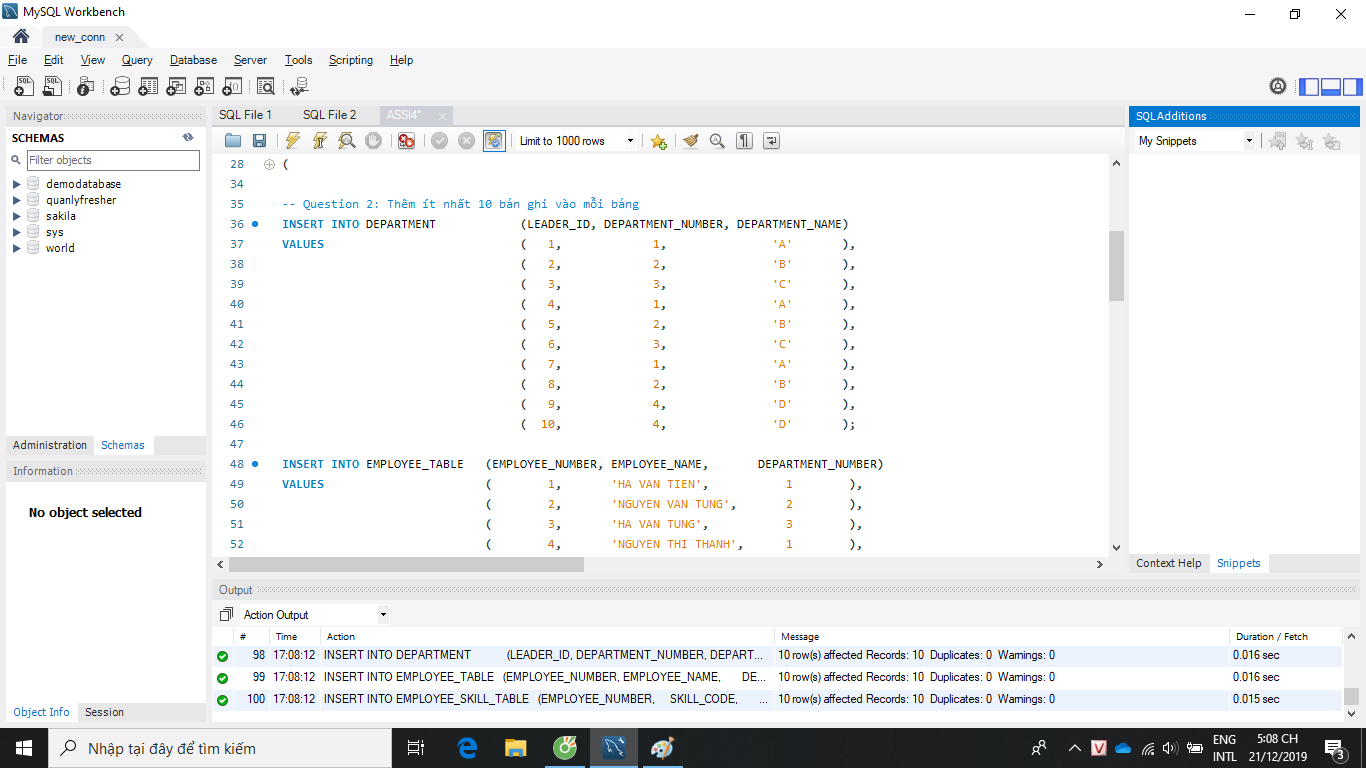 MySQL Workbench
new_conn
File Edit View Query Database Server Tools Scripting Help
Navigator
SCHEMAS
Filter objects
demodatabase
quanlyfresher
sakila
sys
world
Administration Schemas
Information
No object selected
Object Info Session
SQL File 1 SQL File 2 ASSI4*
Limit to 1000 rows
28 (
34
35 -- Question 2: Thêm ít nhất 10 bản ghi vào mỗi bảng
36 INSERT INTO DEPARTMENT (LEADER_ID, DEPARTMENT_NUMBER, DEPARTMENT_NAME)
37 VALUES ( 1, 1, 'A' ),
38 ( 2, 2, 'B' ),
39 ( 3, 3, 'C' ),
40 ( 4, 1, 'A' ),
41 ( 5, 2, 'B' ),
42 ( 6, 3, 'C' ),
43 ( 7, 1, 'A' ),
44 ( 8, 2, 'B' ),
45 ( 9, 4, 'D' ),
46 ( 10, 4, 'D' );
47
48 INSERT INTO EMPLOYEE_TABLE (EMPLOYEE_NUMBER, EMPLOYEE_NAME, DEPARTMENT_NUMBER)
49 VALUES ( 1, 'HA VAN TIEN', 1 ),
50 ( 2, 'NGUYEN VAN TUNG', 2 ),
51 ( 3, 'HA VAN TUNG', 3 ),
52 ( 4, 'NGUYEN THI THANH', 1 ),
SQLAdditions
My Snippets
Context Help Snippets
Output
Action Output
# Time Action Message Duration / Fetch
98 17:08:12 INSERT INTO DEPARTMENT (LEADER_ID, DEPARTMENT_NUMBER, DEPART... 10 row(s) affected Records: 10 Duplicates: 0 Warnings: 0 0.016 sec
99 17:08:12 INSERT INTO EMPLOYEE_TABLE (EMPLOYEE_NUMBER, EMPLOYEE_NAME, DE... 10 row(s) affected Records: 10 Duplicates: 0 Warnings: 0 0.016 sec
100 17:08:12 INSERT INTO EMPLOYEE_SKILL_TABLE (EMPLOYEE_NUMBER, SKILL_CODE, ... 10 row(s) affected Records: 10 Duplicates: 0 Warnings: 0 0.015 sec
Nhập tại đây để tìm kiếm
ENG
INTL
5:08 CH
21/12/2019
3